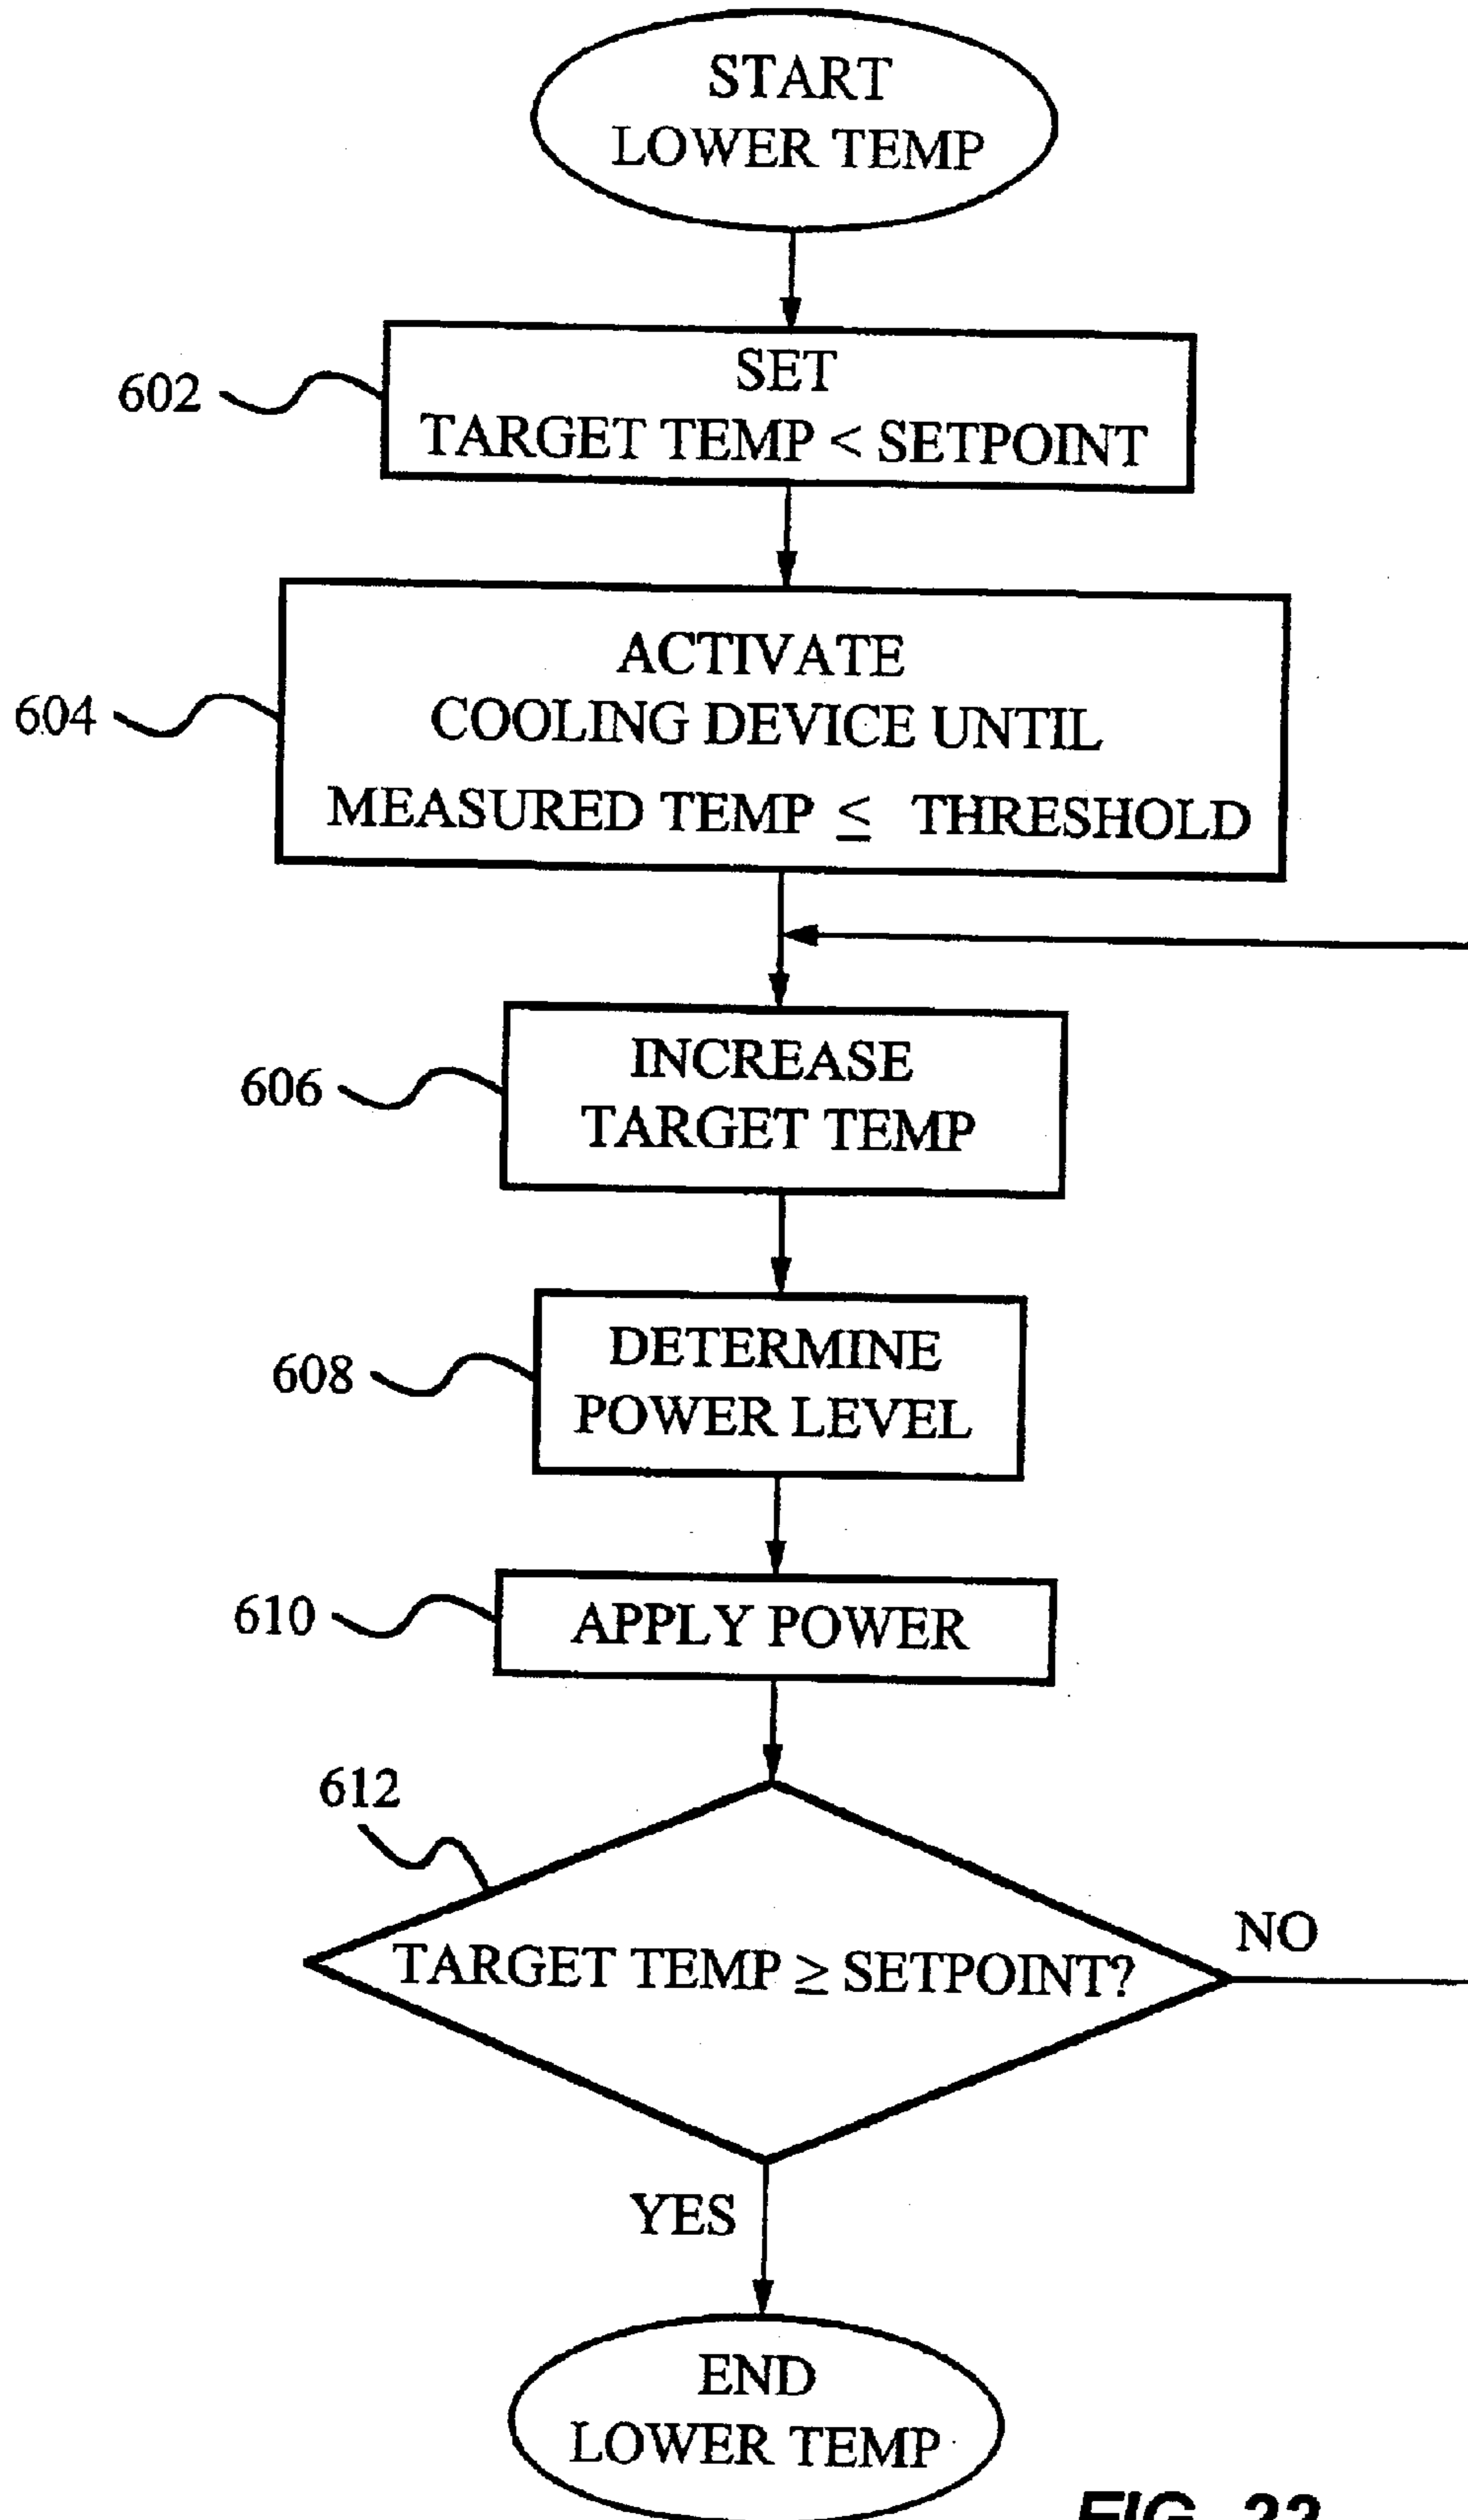 START
LOWER TEMP
602
SET
TARGET TEMP < SETPOINT
604
ACTIVATE
COOLING DEVICE UNTIL
MEASURED TEMP ≤ THRESHOLD
606
INCREASE
TARGET TEMP
608
DETERMINE
POWER LEVEL
610
APPLY POWER
612
TARGET TEMP ≥ SETPOINT?
NO
YES
END
LOWER TEMP
FIG.